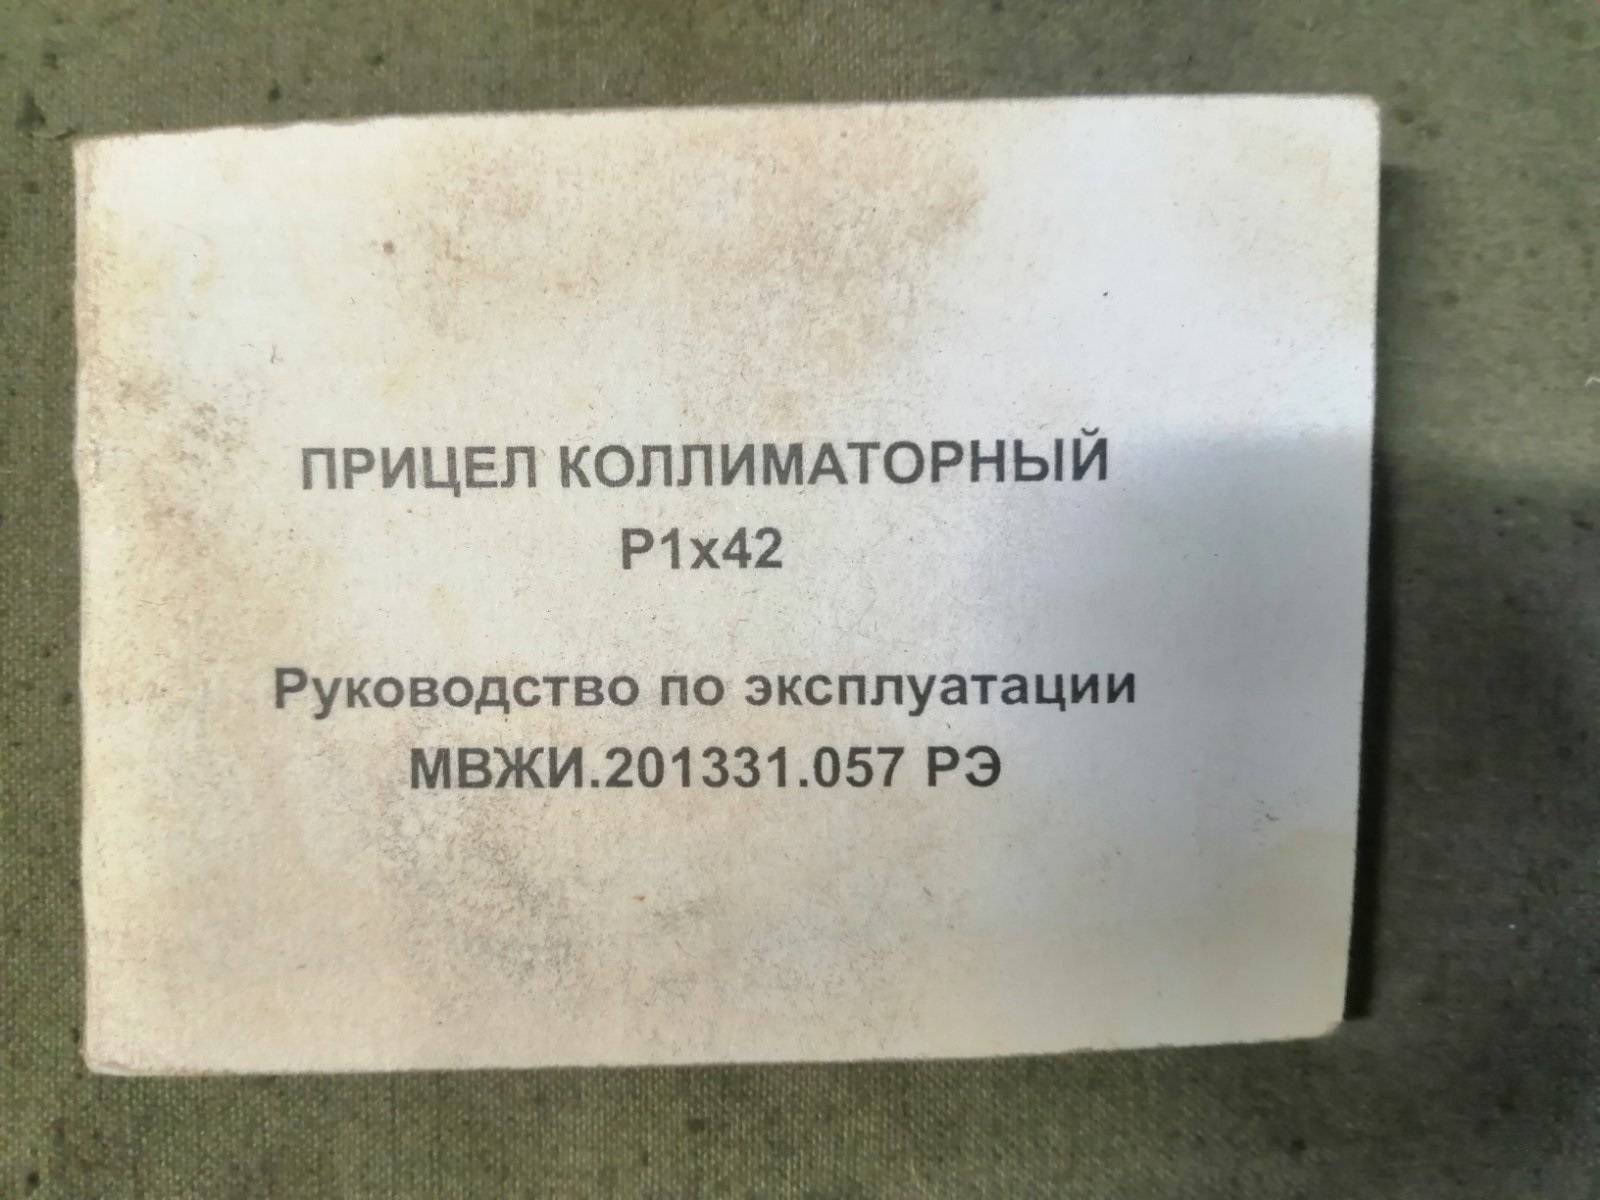 ПРИЦЕЛ КОЛЛИМАТОРНЫЙ
Р1х42
Руководство по эксплуатации
МВЖИ.201331.057 РЭ